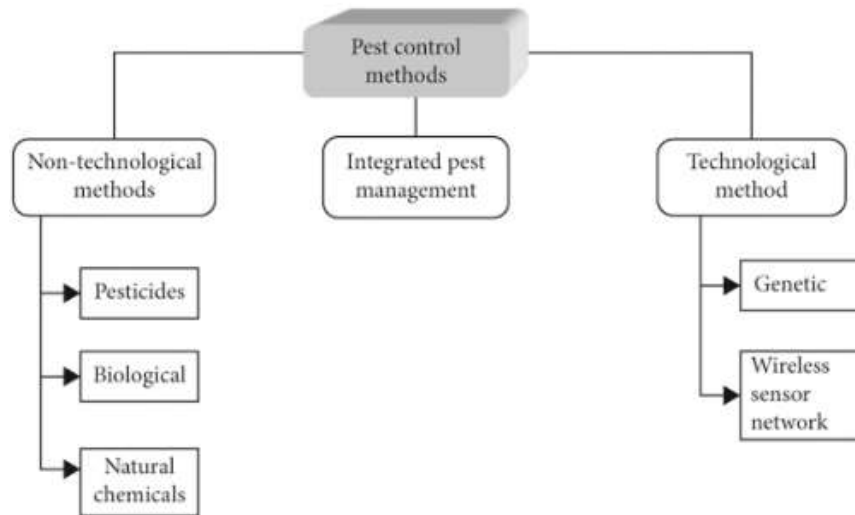 Pest control
methods
Non-technological
methods
Integrated pest
management
Technological
method
Pesticides
Biological
Natural
chemicals
Genetic
Wireless
sensor
network